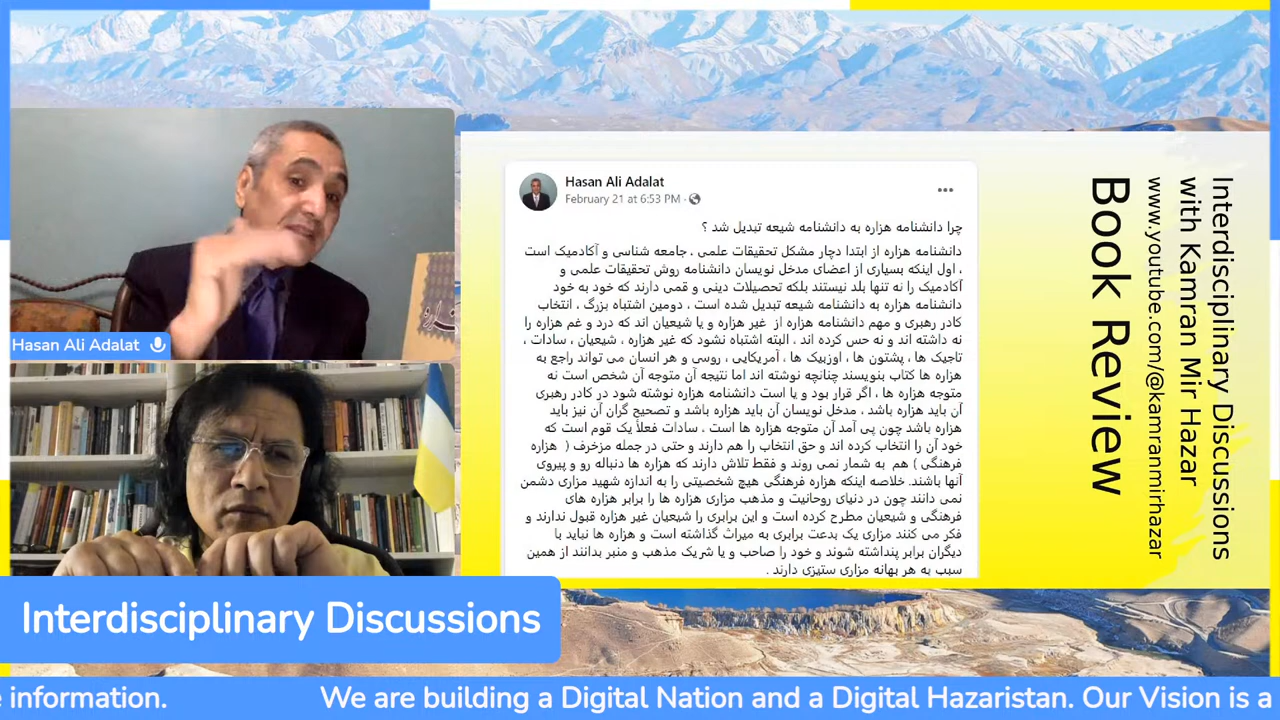 Hasan Ali Adalat
Hasan Ali Adalat
February 21 at 6:53 PM
چرا دانشنامه هزاره به دانشنامه شیعه تبدیل شد ؟
دانشنامه هزاره از ابتدا دچار مشکل تحقیقات علمی ، جامعه شناسی و آکادمیک است
، اول اینکه بسیاری از اعضای مدخل نویسان دانشنامه روش تحقیقات علمی و
آکادمیک را نه تنها بلد نیستند بلکه تحصیلات دینی و قمی دارند که خود به خود
دانشنامه هزاره به دانشنامه شیعه تبدیل شده است ، دومین اشتباه بزرگ ، انتخاب
کادر رهبری و مهم دانشنامه هزاره از غیر هزاره و یا شیعیان اند که درد و غم هزاره را
نه داشته اند و نه حس کرده اند ، البته اشتباه نشود که غیر هزاره ، شیعیان ، سادات ،
تاجیک ها ، پشتون ها ، اوزبیک ها ، آمریکایی ، روسی و هر انسان می تواند راجع به
هزاره ها کتاب بنویسند چنانچه نوشته اند اما نتیجه آن متوجه آن شخص است نه
متوجه هزاره ها ، اگر قرار بود و یا است دانشنامه هزاره نوشته شود در کادر رهبری
آن باید هزاره باشد ، مدخل نویسان آن باید هزاره باشد و تصحیح گران آن نیز باید
هزاره باشد چون پی آمد آن متوجه هزاره ها است ، سادات فعلاً یک قوم است که
خود آن را انتخاب کرده اند و حق انتخاب را هم دارند و حتی در جمله مزخرف ( هزاره
فرهنگی ) هم به شمار نمی روند و فقط تلاش دارند که هزاره ها دنباله رو و پیروی
آنها باشند. خلاصه اینکه هزاره فرهنگی هیچ شخصیتی را به اندازه شهید مزاری دشمن
نمی دانند چون در دنیای روحانیت و مذهب مزاری هزاره ها را برابر هزاره های
فرهنگی و شیعیان مطرح کرده است و این برابری را شیعیان غیر هزاره قبول ندارند و
فکر می کنند مزاری یک بدعت برابری به میراث گذاشته است و هزاره ها نباید با
دیگران برابر پنداشته شوند و خود را صاحب و یا شریک مذهب و منبر بدانند از همین
سبب به هر بهانه مزاری ستیزی دارند .
Interdisciplinary Discussions
with Kamran Mir Hazar
www.youtube.com/@kamranmirhazar
Book Review
Interdisciplinary Discussions
information. We are building a Digital Nation and a Digital Hazaristan. Our Vision is a